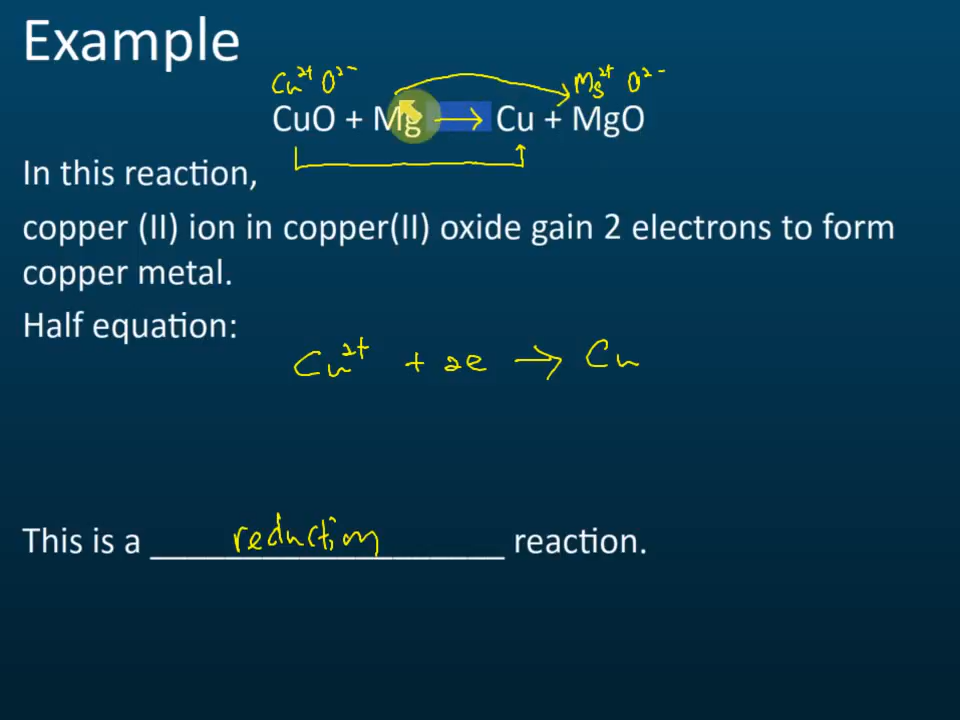 Example
Cu²⁺ O²⁻ Mg²⁺ O²⁻
CuO + Mg → Cu + MgO
In this reaction,
copper (II) ion in copper(II) oxide gain 2 electrons to form
copper metal.
Half equation:
Cu²⁺ + 2e → Cu
This is a reduction reaction.